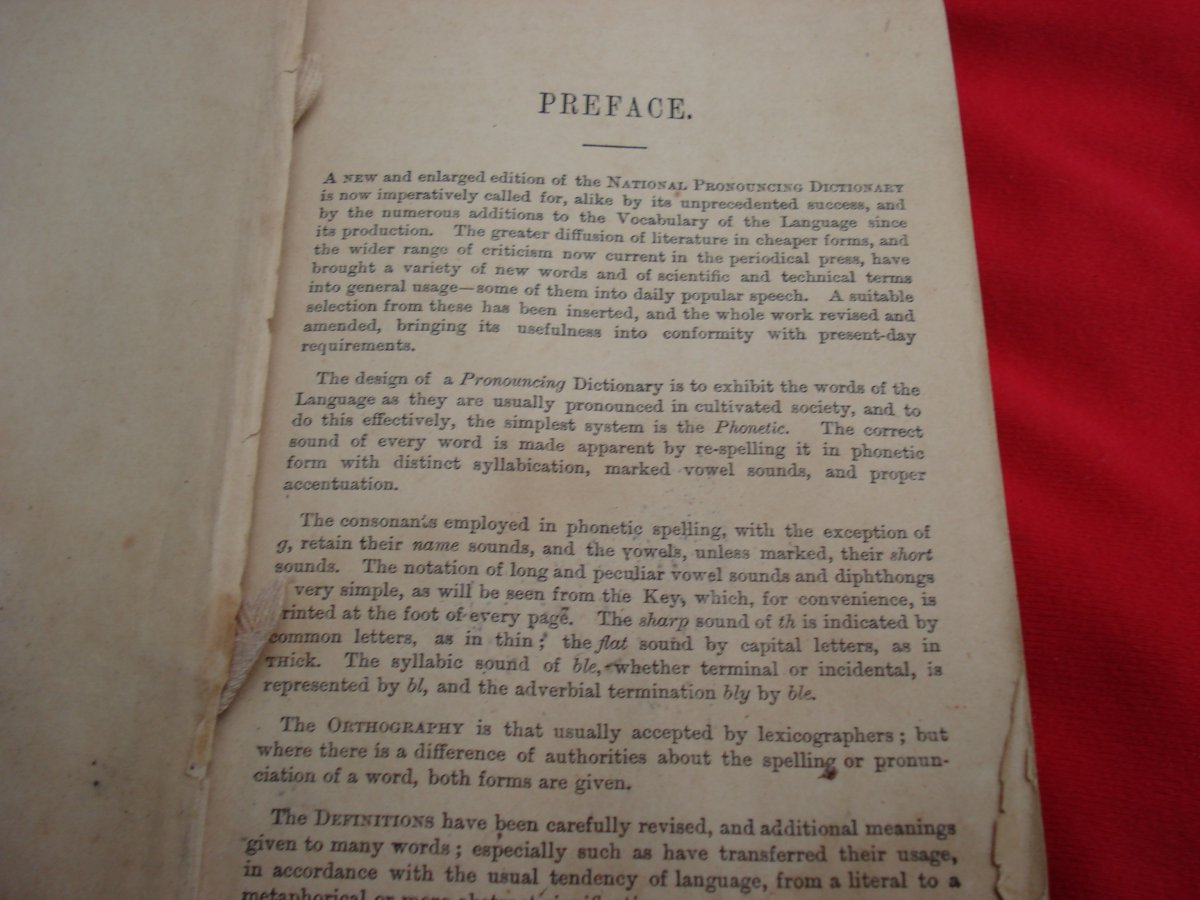 PREFACE.
A NEW and enlarged edition of the NATIONAL PRONOUNCING DICTIONARY
is now imperatively called for, alike by its unprecedented success, and
by the numerous additions to the Vocabulary of the Language since
its production. The greater diffusion of literature in cheaper forms, and
the wider range of criticism now current in the periodical press, have
brought a variety of new words and of scientific and technical terms
into general usage—some of them into daily popular speech. A suitable
selection from these has been inserted, and the whole work revised and
amended, bringing its usefulness into conformity with present-day
requirements.
The design of a Pronouncing Dictionary is to exhibit the words of the
Language as they are usually pronounced in cultivated society, and to
do this effectively, the simplest system is the Phonetic. The correct
sound of every word is made apparent by re-spelling it in phonetic
form with distinct syllabication, marked vowel sounds, and proper
accentuation.
The consonants employed in phonetic spelling, with the exception of
g, retain their name sounds, and the vowels, unless marked, their short
sounds. The notation of long and peculiar vowel sounds and diphthongs
very simple, as will be seen from the Key, which, for convenience, is
rinted at the foot of every page. The sharp sound of th is indicated by
common letters, as in thin; the flat sound by capital letters, as in
THick. The syllabic sound of ble, whether terminal or incidental, is
represented by bl, and the adverbial termination bly by ble.
The ORTHOGRAPHY is that usually accepted by lexicographers; but
where there is a difference of authorities about the spelling or pronun-
ciation of a word, both forms are given.
The DEFINITIONS have been carefully revised, and additional meanings
given to many words; especially such as have transferred their usage,
in accordance with the usual tendency of language, from a literal to a
metaphorical or more abstract